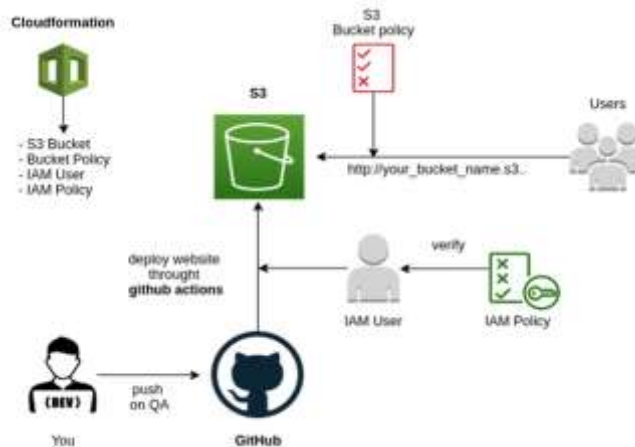 Cloudformation
- S3 Bucket
- Bucket Policy
- IAM User
- IAM Policy
S3
Bucket policy
S3
Users
http://your_bucket_name.s3..
deploy website
throught
github actions
verify
IAM User
IAM Policy
{DEV}
push
on QA
You
GitHub